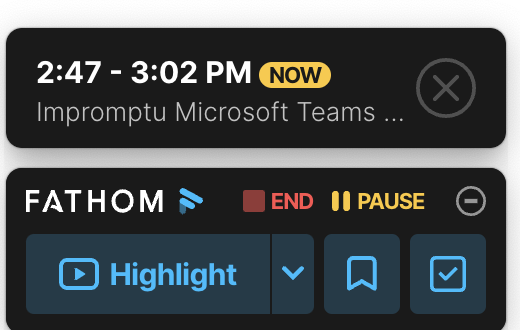 2:47 - 3:02 PM NOW
Impromptu Microsoft Teams ...
FATHOM END PAUSE
Highlight